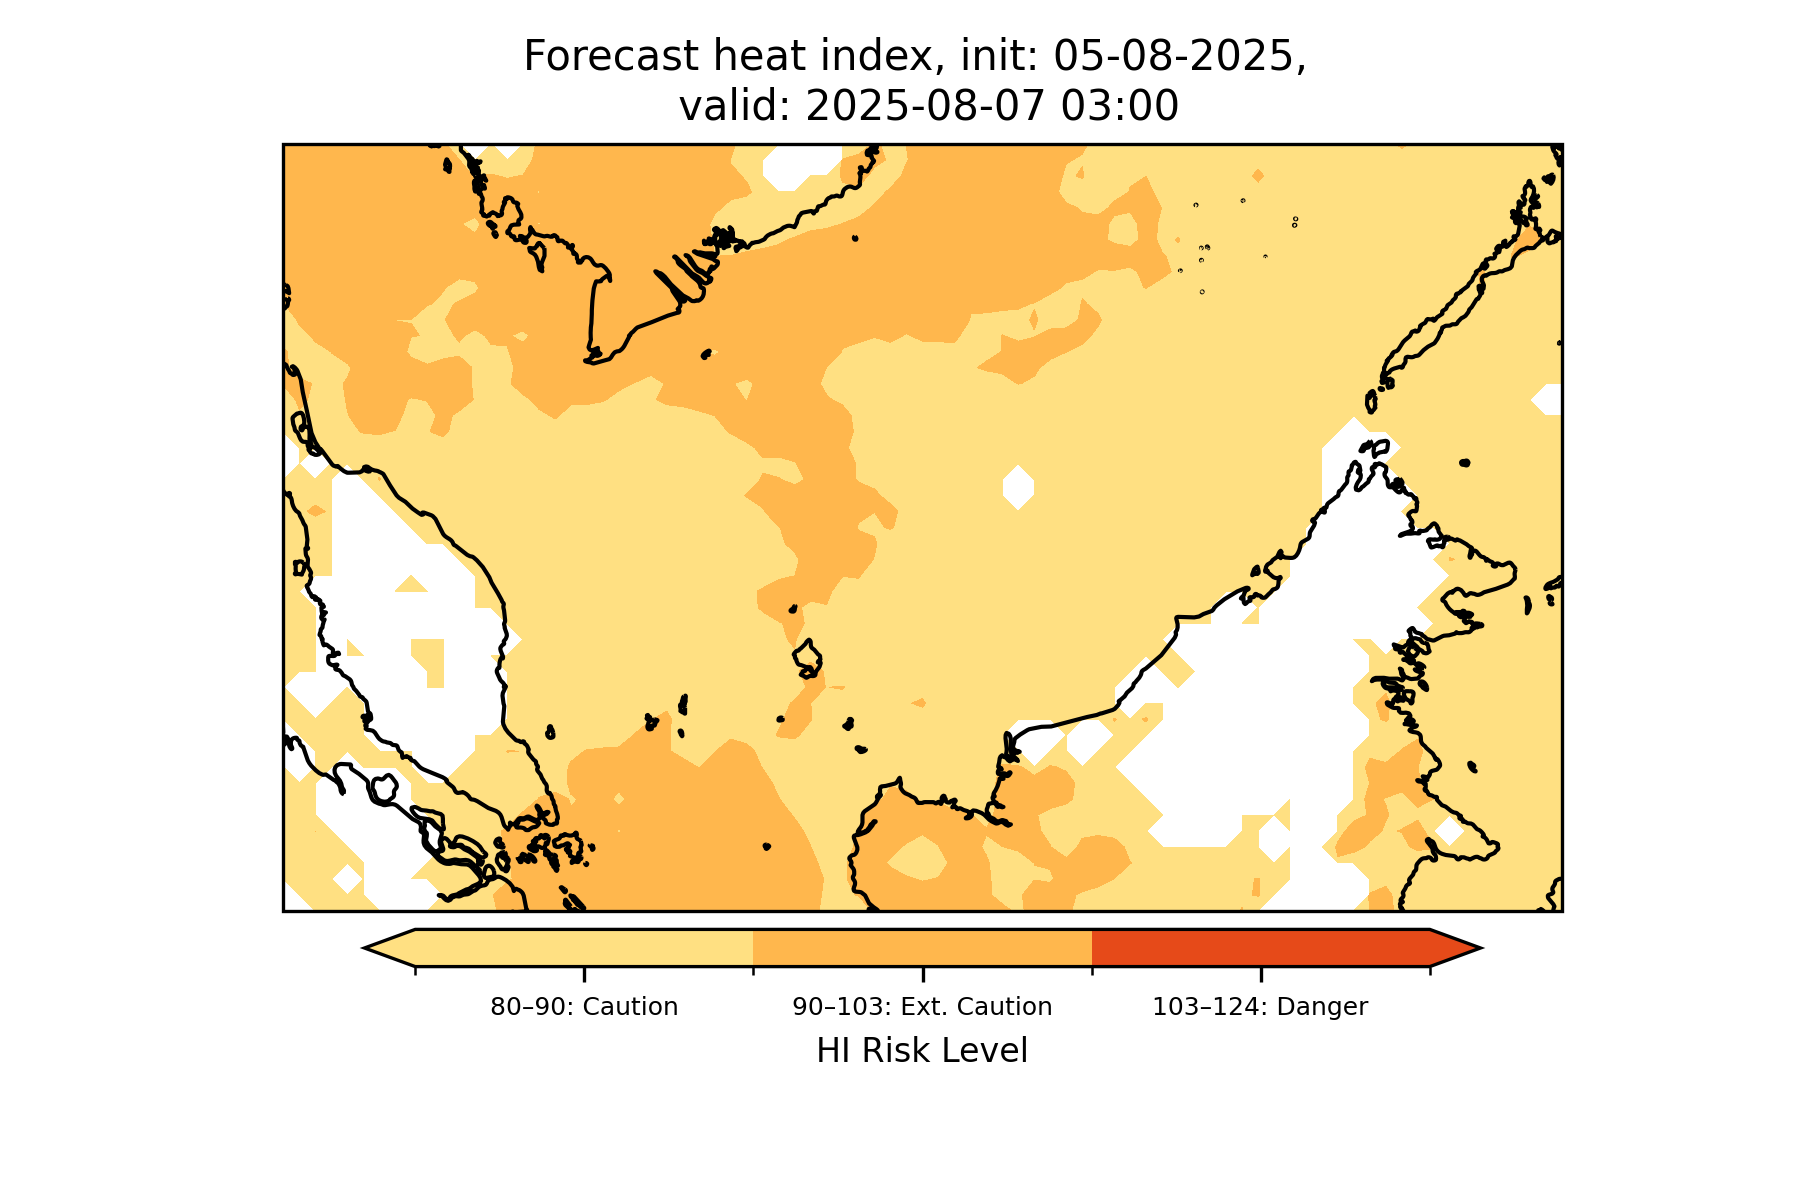 Forecast heat index, init: 05-08-2025,
valid: 2025-08-07 03:00
80–90: Caution
90–103: Ext. Caution
103–124: Danger
HI Risk Level